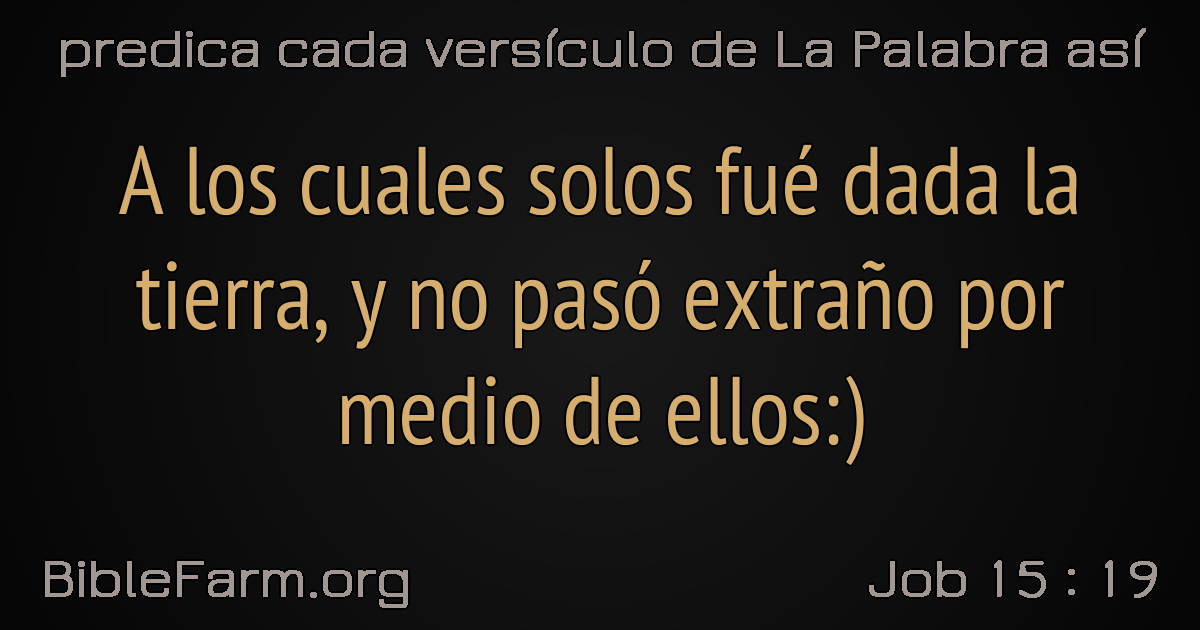 predica cada versículo de La Palabra así
A los cuales solos fué dada la
tierra, y no pasó extraño por
medio de ellos:)
BibleFarm.org
Job 15 : 19